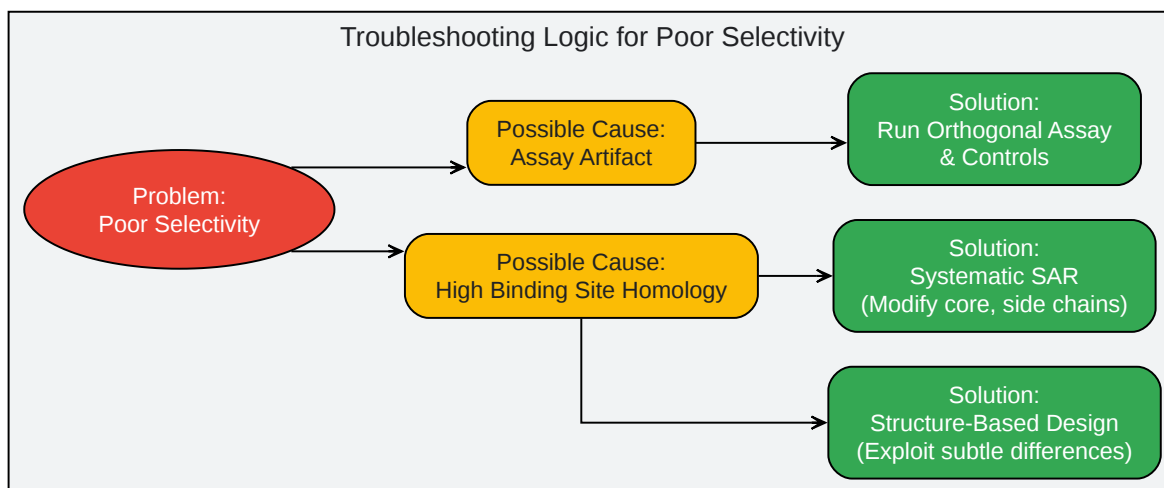 Troubleshooting Logic for Poor Selectivity
Problem:
Poor Selectivity
Possible Cause:
Assay Artifact
Solution:
Run Orthogonal Assay
& Controls
Possible Cause:
High Binding Site Homology
Solution:
Systematic SAR
(Modify core, side chains)
Solution:
Structure-Based Design
(Exploit subtle differences)